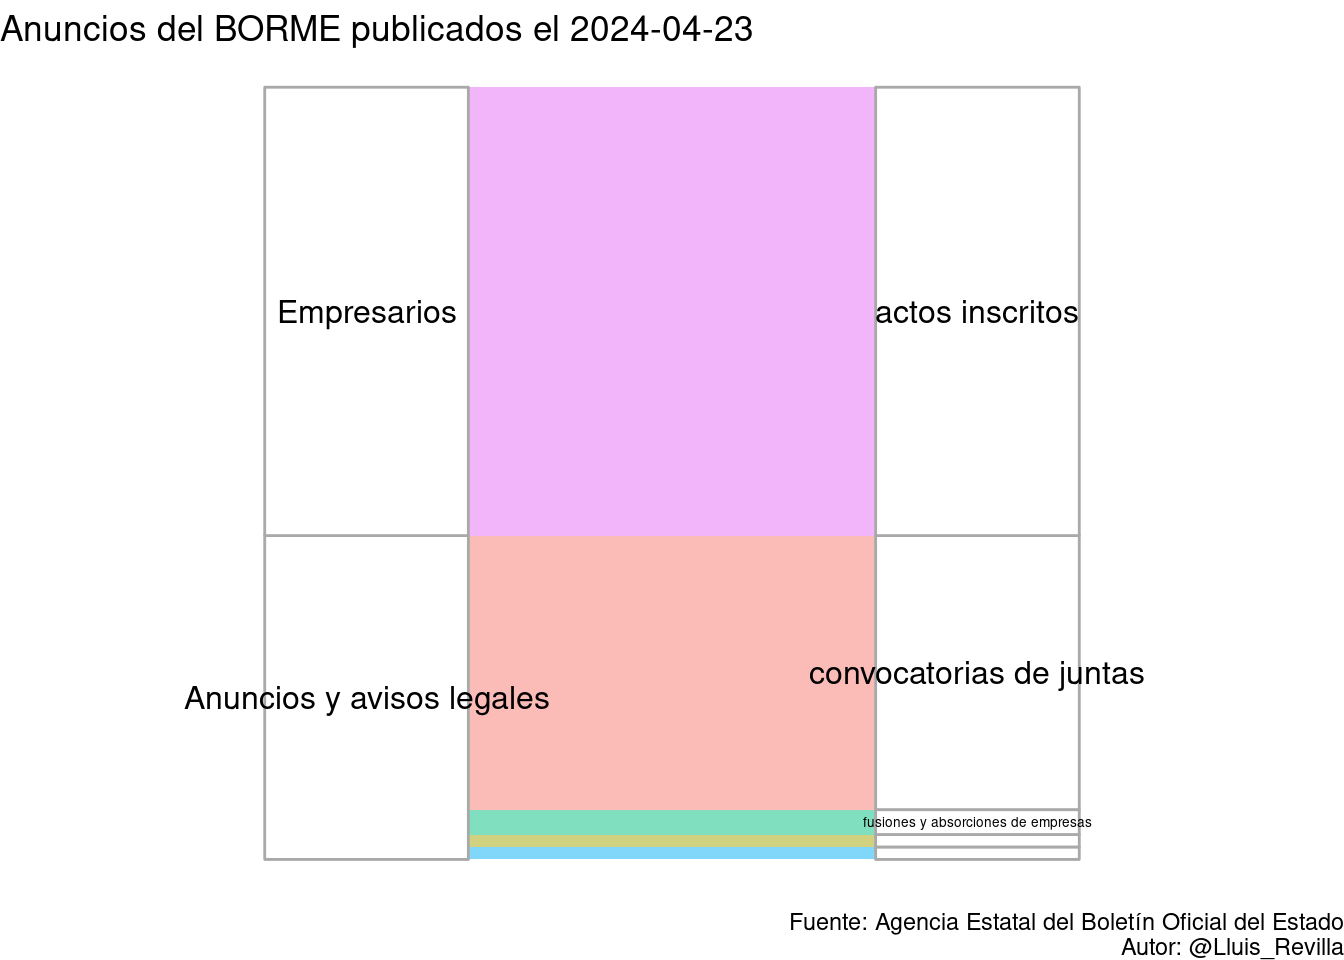 Anuncios del BORME publicados el 2024-04-23
Empresarios
actos inscritos
Anuncios y avisos legales
convocatorias de juntas
fusiones y absorciones de empresas
Fuente: Agencia Estatal del Boletín Oficial del Estado
Autor: @Lluis_Revilla